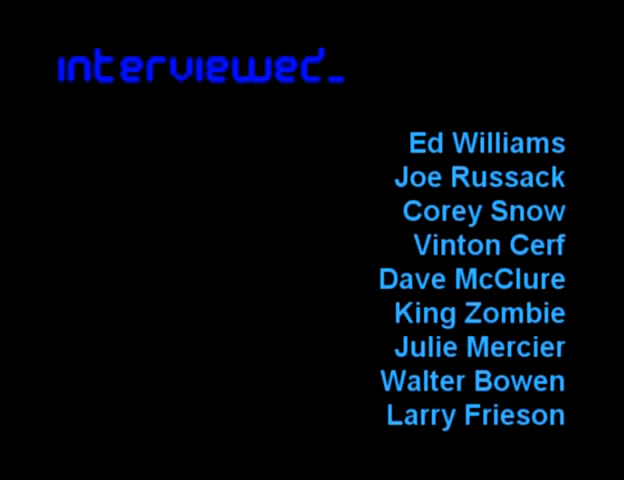 interviewed_
Ed Williams
Joe Russack
Corey Snow
Vinton Cerf
Dave McClure
King Zombie
Julie Mercier
Walter Bowen
Larry Frieson